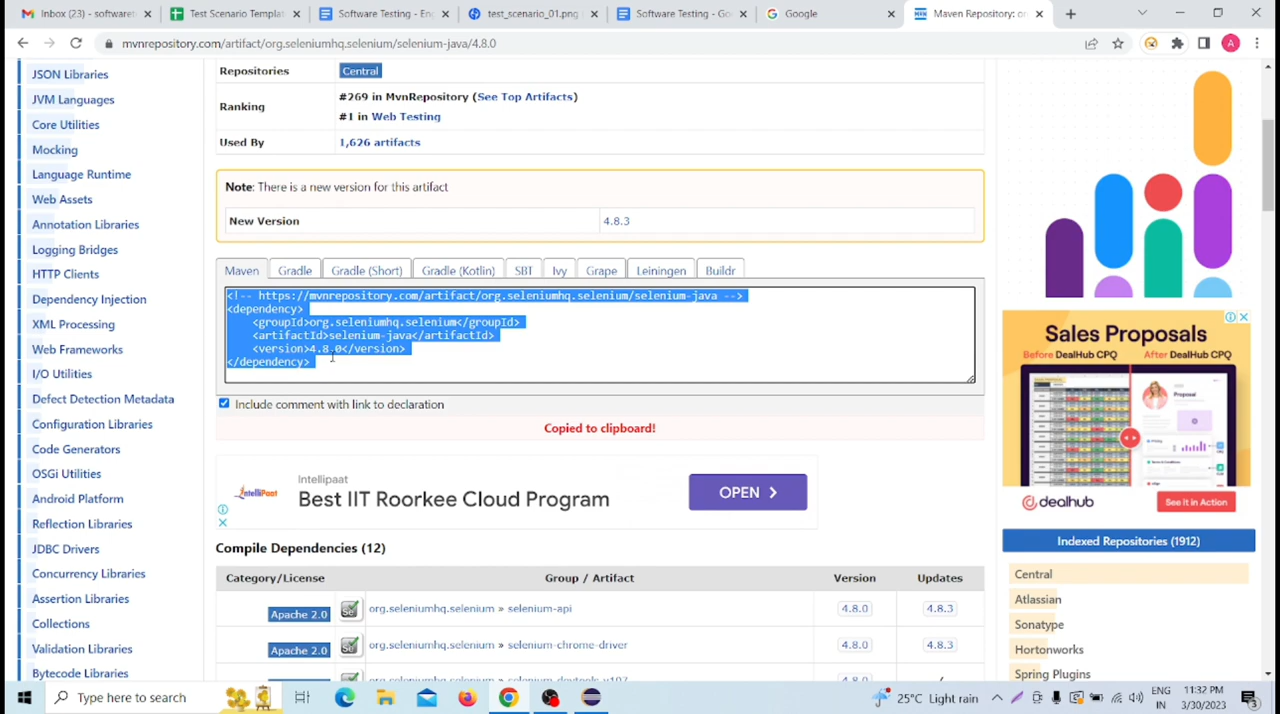 Inbox (23) - softwarete
Test Scenario Templat
Software Testing - Eng
test_scenario_01.png
Software Testing - Goo
Google
Maven Repository: or
mvnrepository.com/artifact/org.seleniumhq.selenium/selenium-java/4.8.0
A
JSON Libraries
JVM Languages
Core Utilities
Mocking
Language Runtime
Web Assets
Annotation Libraries
Logging Bridges
HTTP Clients
Dependency Injection
XML Processing
Web Frameworks
I/O Utilities
Defect Detection Metadata
Configuration Libraries
Code Generators
OSGi Utilities
Android Platform
Reflection Libraries
JDBC Drivers
Concurrency Libraries
Assertion Libraries
Collections
Validation Libraries
Bytecode Libraries
Repositories Central
Ranking #269 in MvnRepository (See Top Artifacts)
#1 in Web Testing
Used By 1,626 artifacts
Note: There is a new version for this artifact
New Version 4.8.3
Maven Gradle Gradle (Short) Gradle (Kotlin) SBT Ivy Grape Leiningen Buildr
<!-- https://mvnrepository.com/artifact/org.seleniumhq.selenium/selenium-java -->
<dependency>
<groupId>org.seleniumhq.selenium</groupId>
<artifactId>selenium-java</artifactId>
<version>4.8.0</version>
</dependency>
Include comment with link to declaration
Copied to clipboard!
IntelliPaat
Intellipaat
Best IIT Roorkee Cloud Program
OPEN
Compile Dependencies (12)
Category/License Group / Artifact Version Updates
Apache 2.0 Se org.seleniumhq.selenium » selenium-api 4.8.0 4.8.3
Apache 2.0 Se org.seleniumhq.selenium » selenium-chrome-driver 4.8.0 4.8.3
Sales Proposals
Before DealHub CPQ After DealHub CPQ
Proposal
dealhub
See it in Action
Indexed Repositories (1912)
Central
Atlassian
Sonatype
Hortonworks
Spring Plugins
Type here to search
25°C Light rain
ENG
IN
11:32 PM
3/30/2023
3